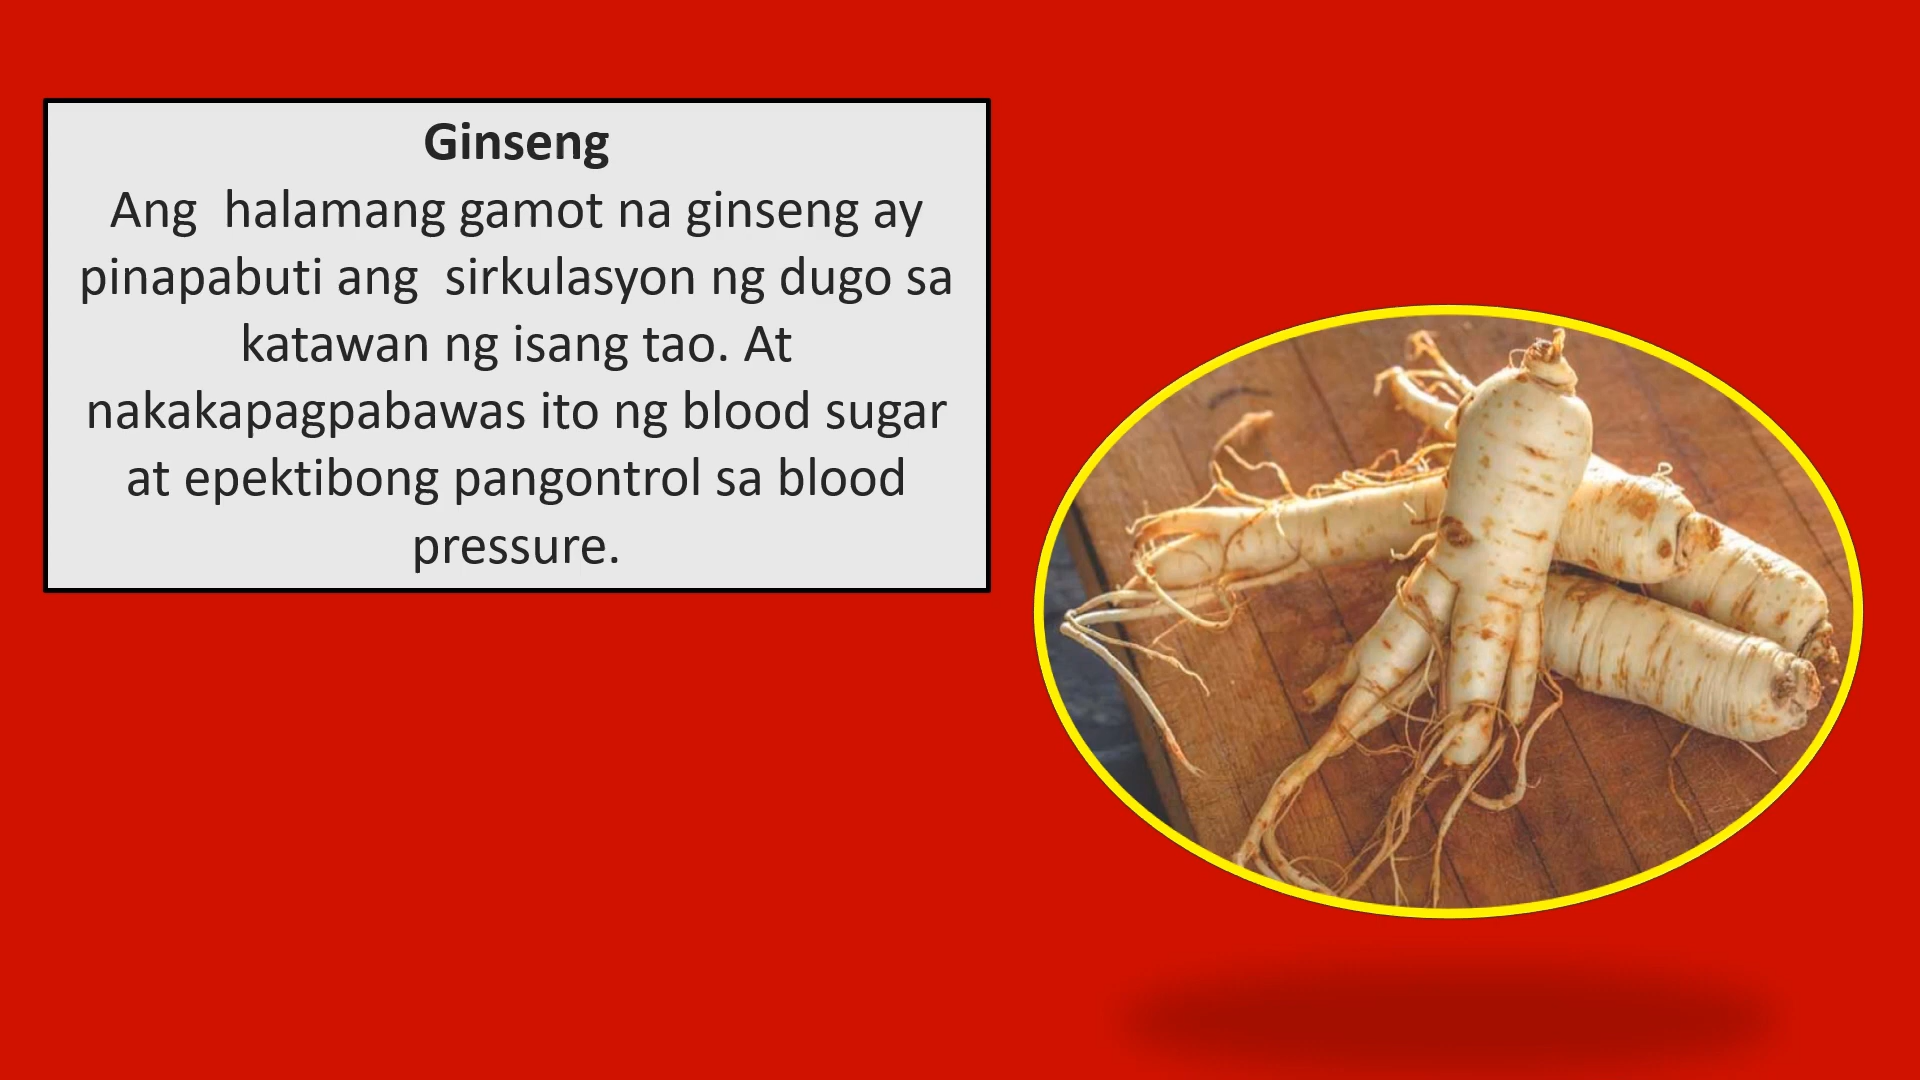 Ginseng
Ang  halamang gamot na ginseng ay
pinapabuti ang  sirkulasyon ng dugo sa
katawan ng isang tao. At
nakakapagpabawas ito ng blood sugar
at epektibong pangontrol sa blood
pressure.